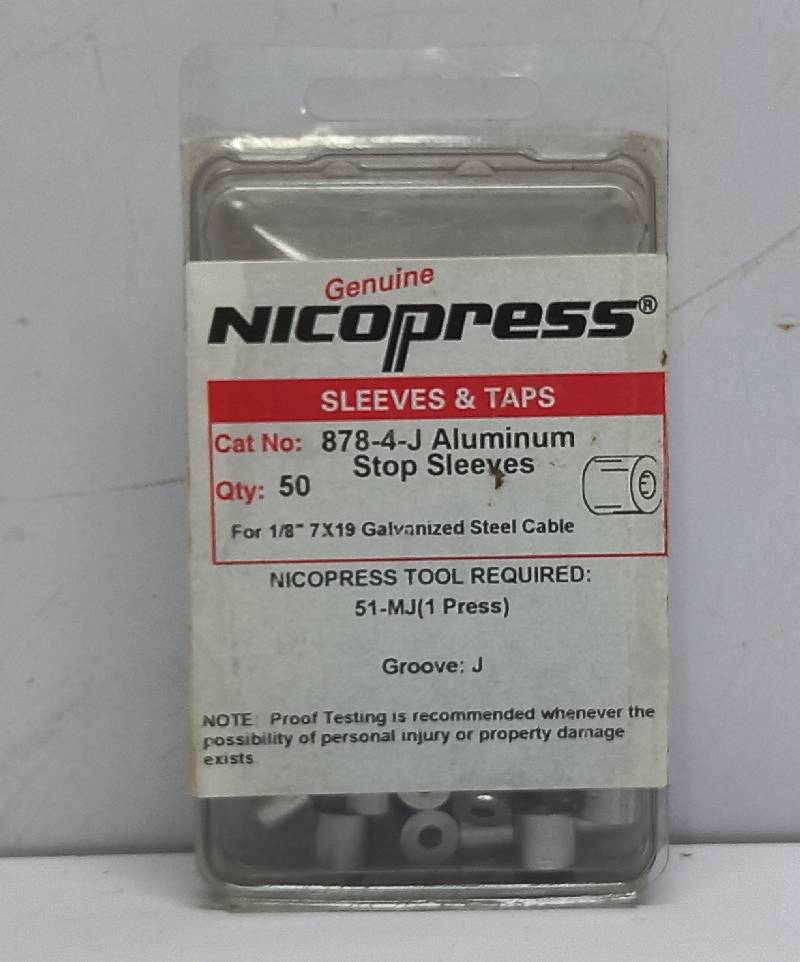 Genuine
NICOPRESS®
SLEEVES & TAPS
Cat No: 878-4-J Aluminum
Stop Sleeves
Qty: 50
For 1/8" 7X19 Galvanized Steel Cable
NICOPRESS TOOL REQUIRED:
51-MJ(1 Press)
Groove: J
NOTE: Proof Testing is recommended whenever the
possibility of personal injury or property damage
exists.